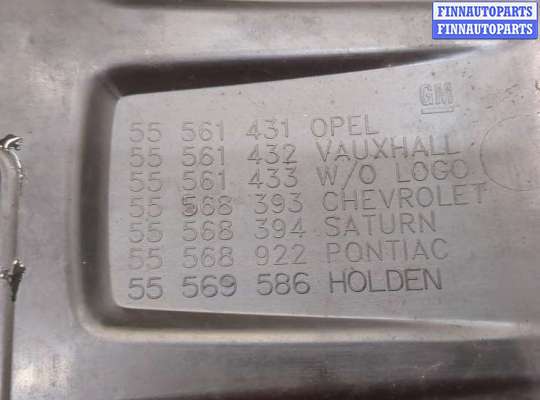 FINNAUTOPARTS
FINNAUTOPARTS
GM
55 561 431 OPEL
55 561 432 VAUXHALL
55 561 433 W/O LOGO
55 568 393 CHEVROLET
55 568 394 SATURN
55 568 922 PONTIAC
55 569 586 HOLDEN